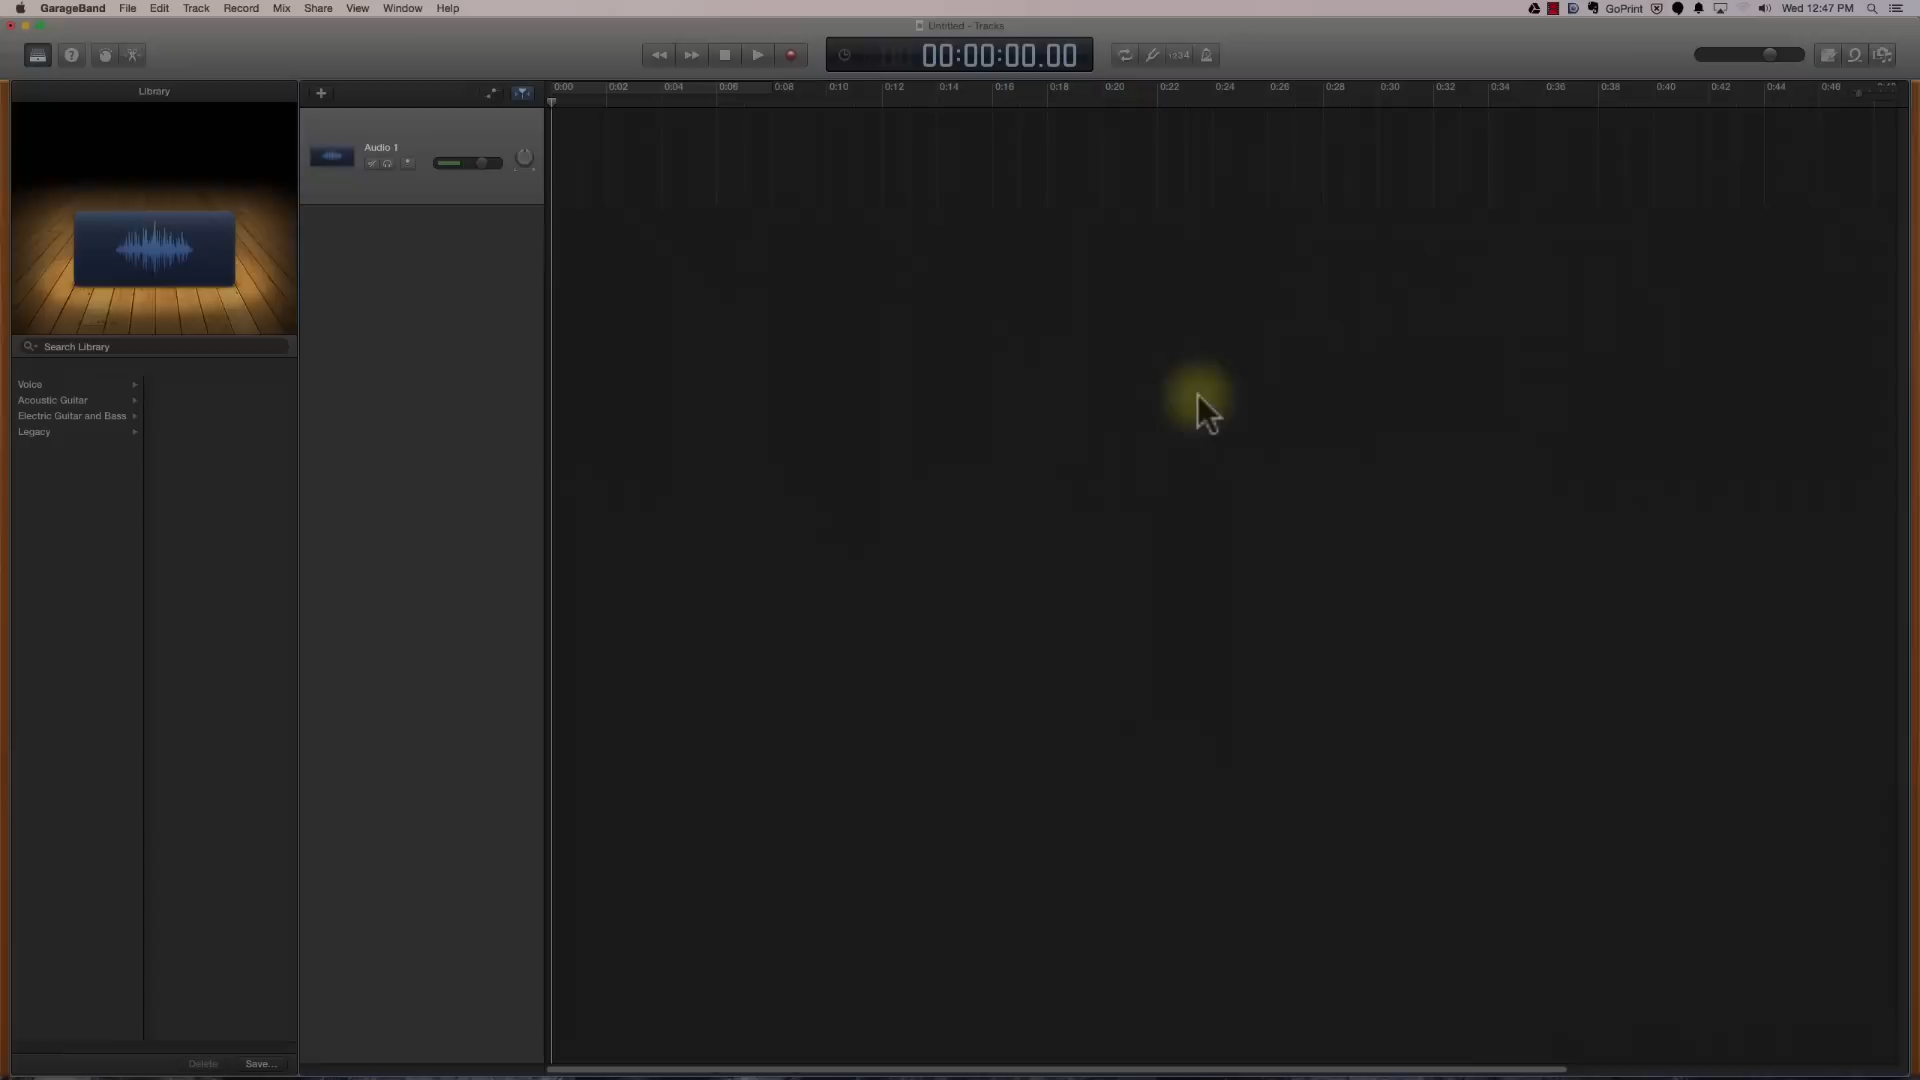 GarageBand File Edit Track Record Mix Share View Window Help
GoPrint Wed 12:47 PM
Untitled - Tracks
00:00:00.00
1234
Library
0:00 0:02 0:04 0:06 0:08 0:10 0:12 0:14 0:16 0:18 0:20 0:22 0:24 0:26 0:28 0:30 0:32 0:34 0:36 0:38 0:40 0:42 0:44 0:46
Audio 1
Search Library
Voice
Acoustic Guitar
Electric Guitar and Bass
Legacy
Delete Save...